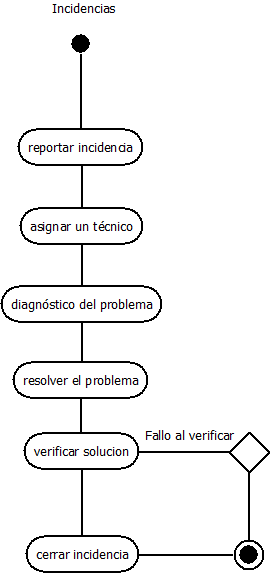 Incidencias
reportar incidencia
asignar un técnico
diagnóstico del problema
resolver el problema
Fallo al verificar
verificar solucion
cerrar incidencia